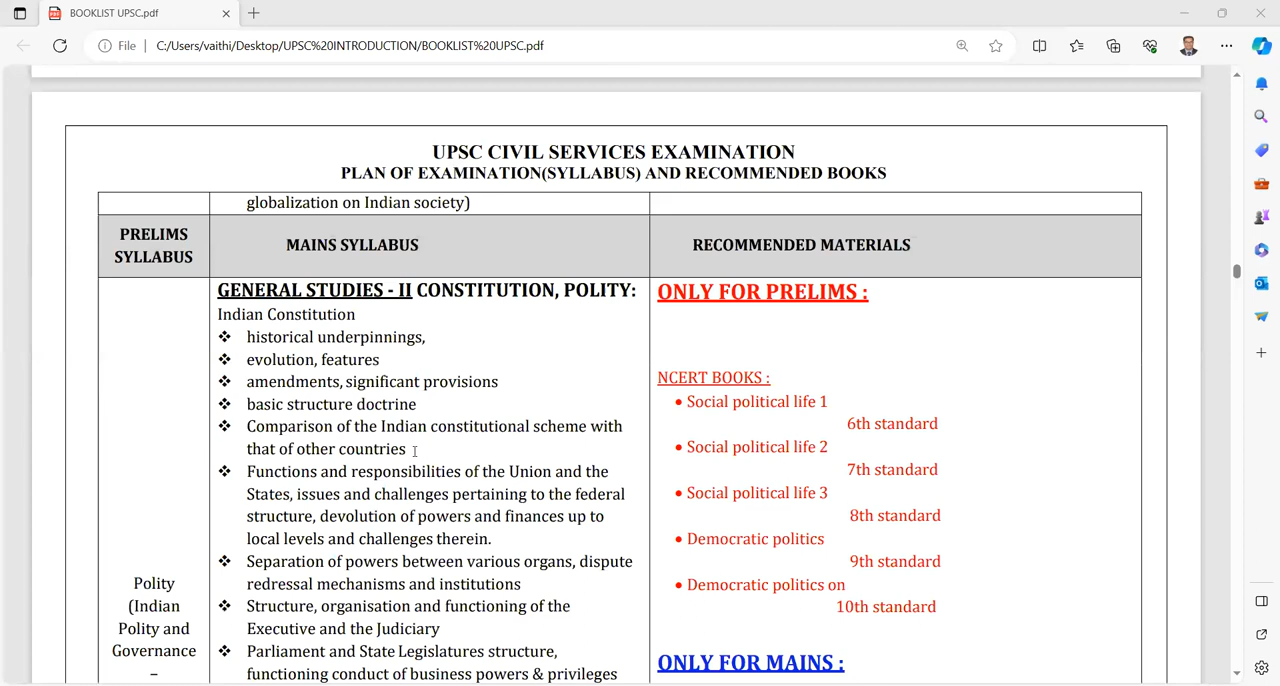 BOOKLIST UPSC.pdf
File
C:/Users/vaithi/Desktop/UPSC%20INTRODUCTION/BOOKLIST%20UPSC.pdf
UPSC CIVIL SERVICES EXAMINATION
PLAN OF EXAMINATION(SYLLABUS) AND RECOMMENDED BOOKS
globalization on Indian society)
PRELIMS
SYLLABUS
MAINS SYLLABUS
RECOMMENDED MATERIALS
Polity
(Indian
Polity and
Governance
–
GENERAL STUDIES - II CONSTITUTION, POLITY:
Indian Constitution
❖ historical underpinnings,
❖ evolution, features
❖ amendments, significant provisions
❖ basic structure doctrine
❖ Comparison of the Indian constitutional scheme with
that of other countries
❖ Functions and responsibilities of the Union and the
States, issues and challenges pertaining to the federal
structure, devolution of powers and finances up to
local levels and challenges therein.
❖ Separation of powers between various organs, dispute
redressal mechanisms and institutions
❖ Structure, organisation and functioning of the
Executive and the Judiciary
❖ Parliament and State Legislatures structure,
functioning conduct of business powers & privileges
ONLY FOR PRELIMS :
NCERT BOOKS :
• Social political life 1
6th standard
• Social political life 2
7th standard
• Social political life 3
8th standard
• Democratic politics
9th standard
• Democratic politics on
10th standard
ONLY FOR MAINS :